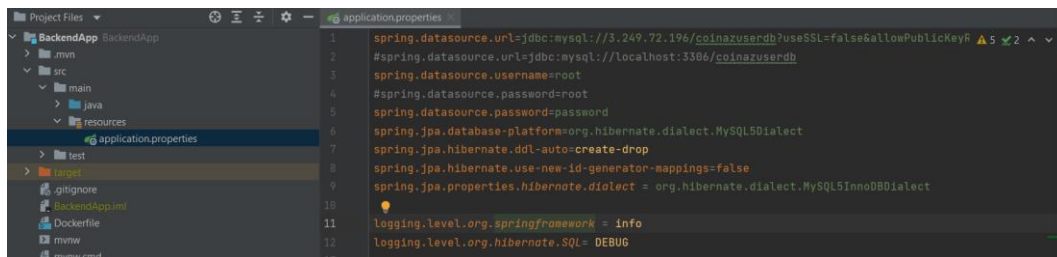 Project Files
application.properties
BackendApp BackendApp
.mvn
src
main
java
resources
application.properties
test
target
.gitignore
BackendApp.iml
Dockerfile
mvnw
mvnw.cmd
5 2
1 spring.datasource.url=jdbc:mysql://3.249.72.196/coinazuserdb?useSSL=false&allowPublicKeyR
2 #spring.datasource.url=jdbc:mysql://localhost:3306/coinazuserdb
3 spring.datasource.username=root
4 #spring.datasource.password=root
5 spring.datasource.password=password
6 spring.jpa.database-platform=org.hibernate.dialect.MySQL5Dialect
7 spring.jpa.hibernate.ddl-auto=create-drop
8 spring.jpa.hibernate.use-new-id-generator-mappings=false
9 spring.jpa.properties.hibernate.dialect = org.hibernate.dialect.MySQL5InnoDBDialect
10
11 logging.level.org.springframework = info
12 logging.level.org.hibernate.SQL= DEBUG